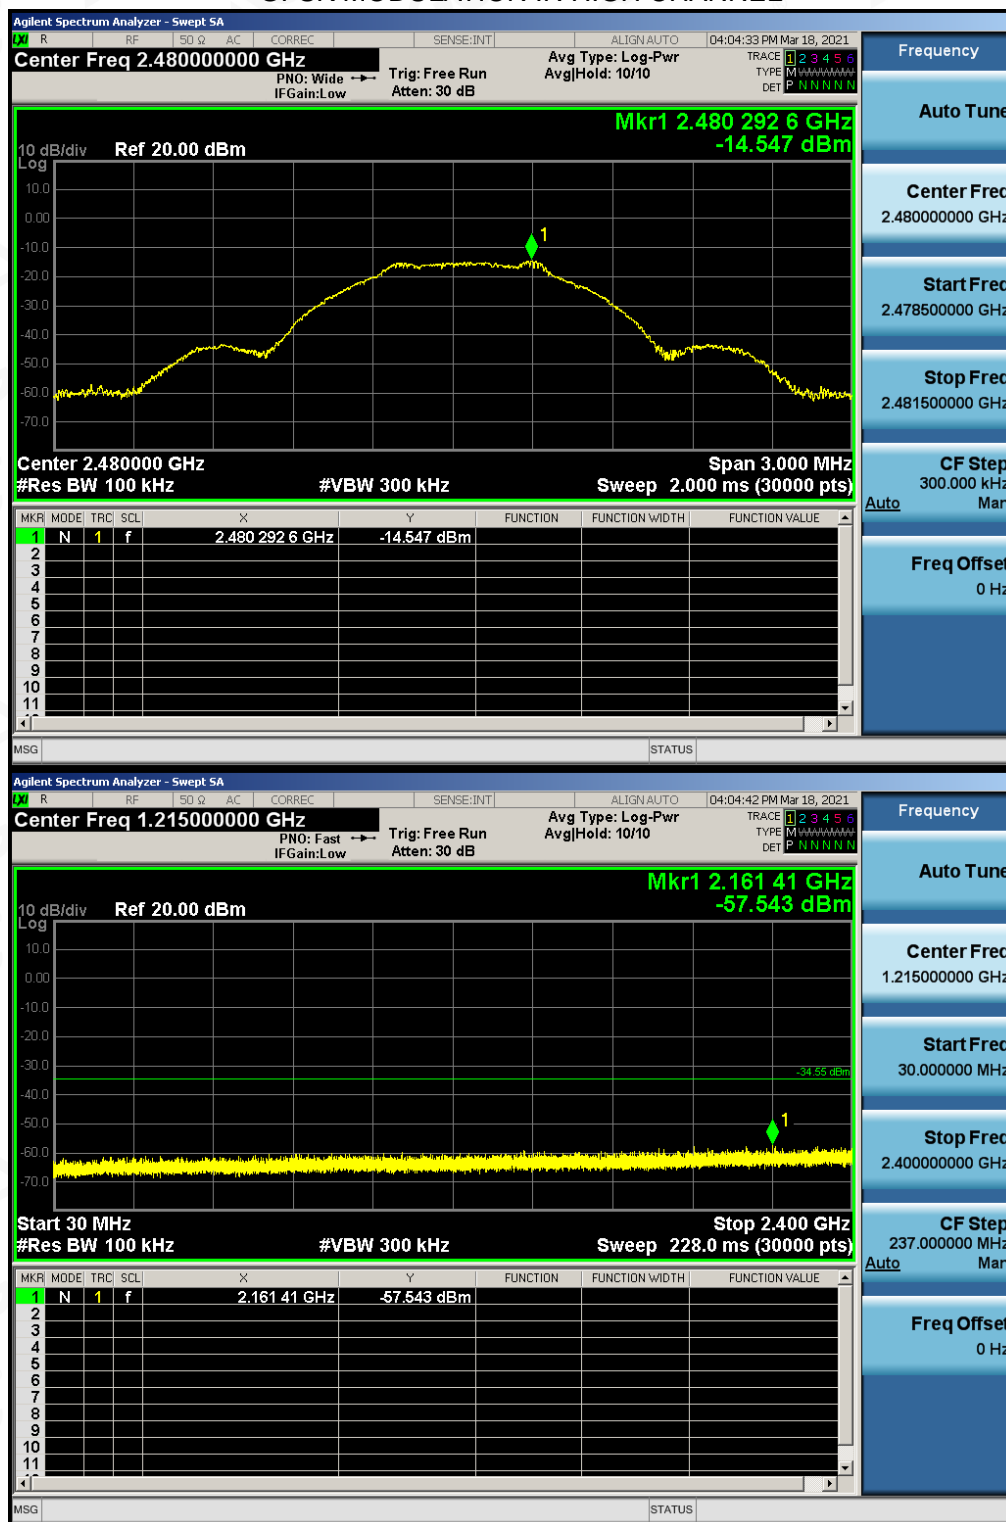 Agilent Spectrum Analyzer - Swept SA
LXI R RF 50 Ω AC CORREC SENSE:INT ALIGN AUTO 04:04:33 PM Mar 18, 2021
Center Freq 2.480000000 GHz
PNO: Wide
IFGain:Low
Trig: Free Run
Atten: 30 dB
Avg Type: Log-Pwr
Avg|Hold: 10/10
TRACE 1 2 3 4 5 6
TYPE M
DET P N N N N N
Mkr1 2.480 292 6 GHz
-14.547 dBm
10 dB/div Ref 20.00 dBm
Log
10.0
0.00
-10.0
-20.0
-30.0
-40.0
-50.0
-60.0
-70.0
1
Center 2.480000 GHz Span 3.000 MHz
#Res BW 100 kHz #VBW 300 kHz Sweep 2.000 ms (30000 pts)
MKR MODE TRC SCL X Y FUNCTION FUNCTION WIDTH FUNCTION VALUE
1 N 1 f 2.480 292 6 GHz -14.547 dBm
2
3
4
5
6
7
8
9
10
11
MSG STATUS
Frequency
Auto Tune
Center Freq
2.480000000 GHz
Start Freq
2.478500000 GHz
Stop Freq
2.481500000 GHz
CF Step
300.000 kHz
Auto Man
Freq Offset
0 Hz
Agilent Spectrum Analyzer - Swept SA
LXI R RF 50 Ω AC CORREC SENSE:INT ALIGN AUTO 04:04:42 PM Mar 18, 2021
Center Freq 1.215000000 GHz
PNO: Fast
IFGain:Low
Trig: Free Run
Atten: 30 dB
Avg Type: Log-Pwr
Avg|Hold: 10/10
TRACE 1 2 3 4 5 6
TYPE M
DET P N N N N N
Mkr1 2.161 41 GHz
-57.543 dBm
10 dB/div Ref 20.00 dBm
Log
10.0
0.00
-10.0
-20.0
-30.0
-40.0
-50.0
-60.0
-70.0
-34.55 dBm
1
Start 30 MHz Stop 2.400 GHz
#Res BW 100 kHz #VBW 300 kHz Sweep 228.0 ms (30000 pts)
MKR MODE TRC SCL X Y FUNCTION FUNCTION WIDTH FUNCTION VALUE
1 N 1 f 2.161 41 GHz -57.543 dBm
2
3
4
5
6
7
8
9
10
11
MSG STATUS
Frequency
Auto Tune
Center Freq
1.215000000 GHz
Start Freq
30.000000 MHz
Stop Freq
2.400000000 GHz
CF Step
237.000000 MHz
Auto Man
Freq Offset
0 Hz